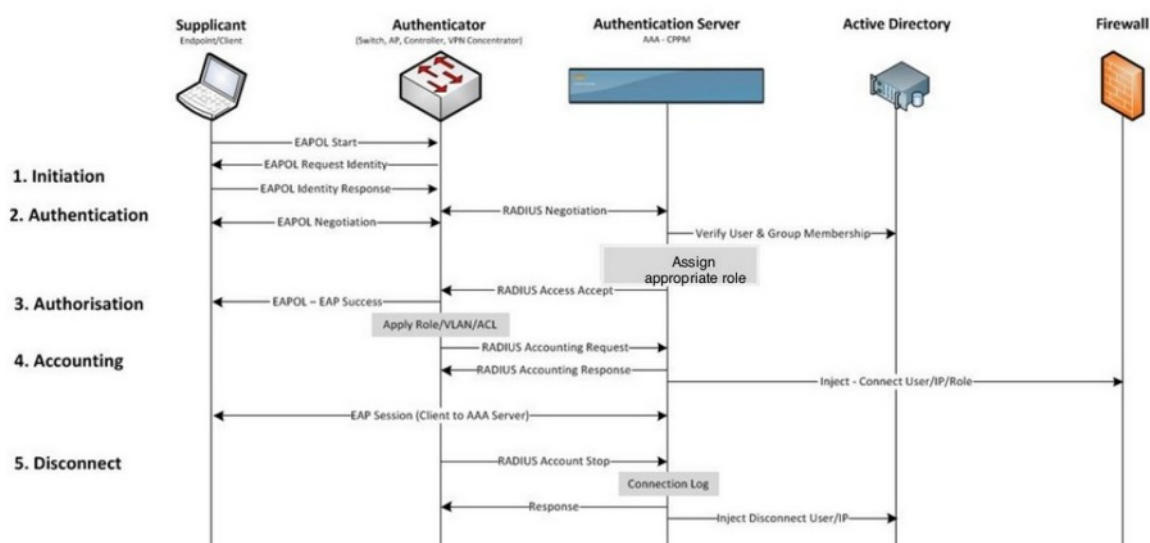 Supplicant
Endpoint/Client
Authenticator
(Switch, AP, Controller, VPN Concentrator)
Authentication Server
AAA - CPPM
Active Directory
Firewall
EAPOL Start
EAPOL Request Identity
1. Initiation
EAPOL Identity Response
2. Authentication
RADIUS Negotiation
EAPOL Negotiation
Verify User & Group Membership
Assign
appropriate role
RADIUS Access Accept
3. Authorisation
EAPOL – EAP Success
Apply Role/VLAN/ACL
RADIUS Accounting Request
4. Accounting
RADIUS Accounting Response
Inject - Connect User/IP/Role
EAP Session (Client to AAA Server)
5. Disconnect
RADIUS Account Stop
Connection Log
Response
Inject Disconnect User/IP